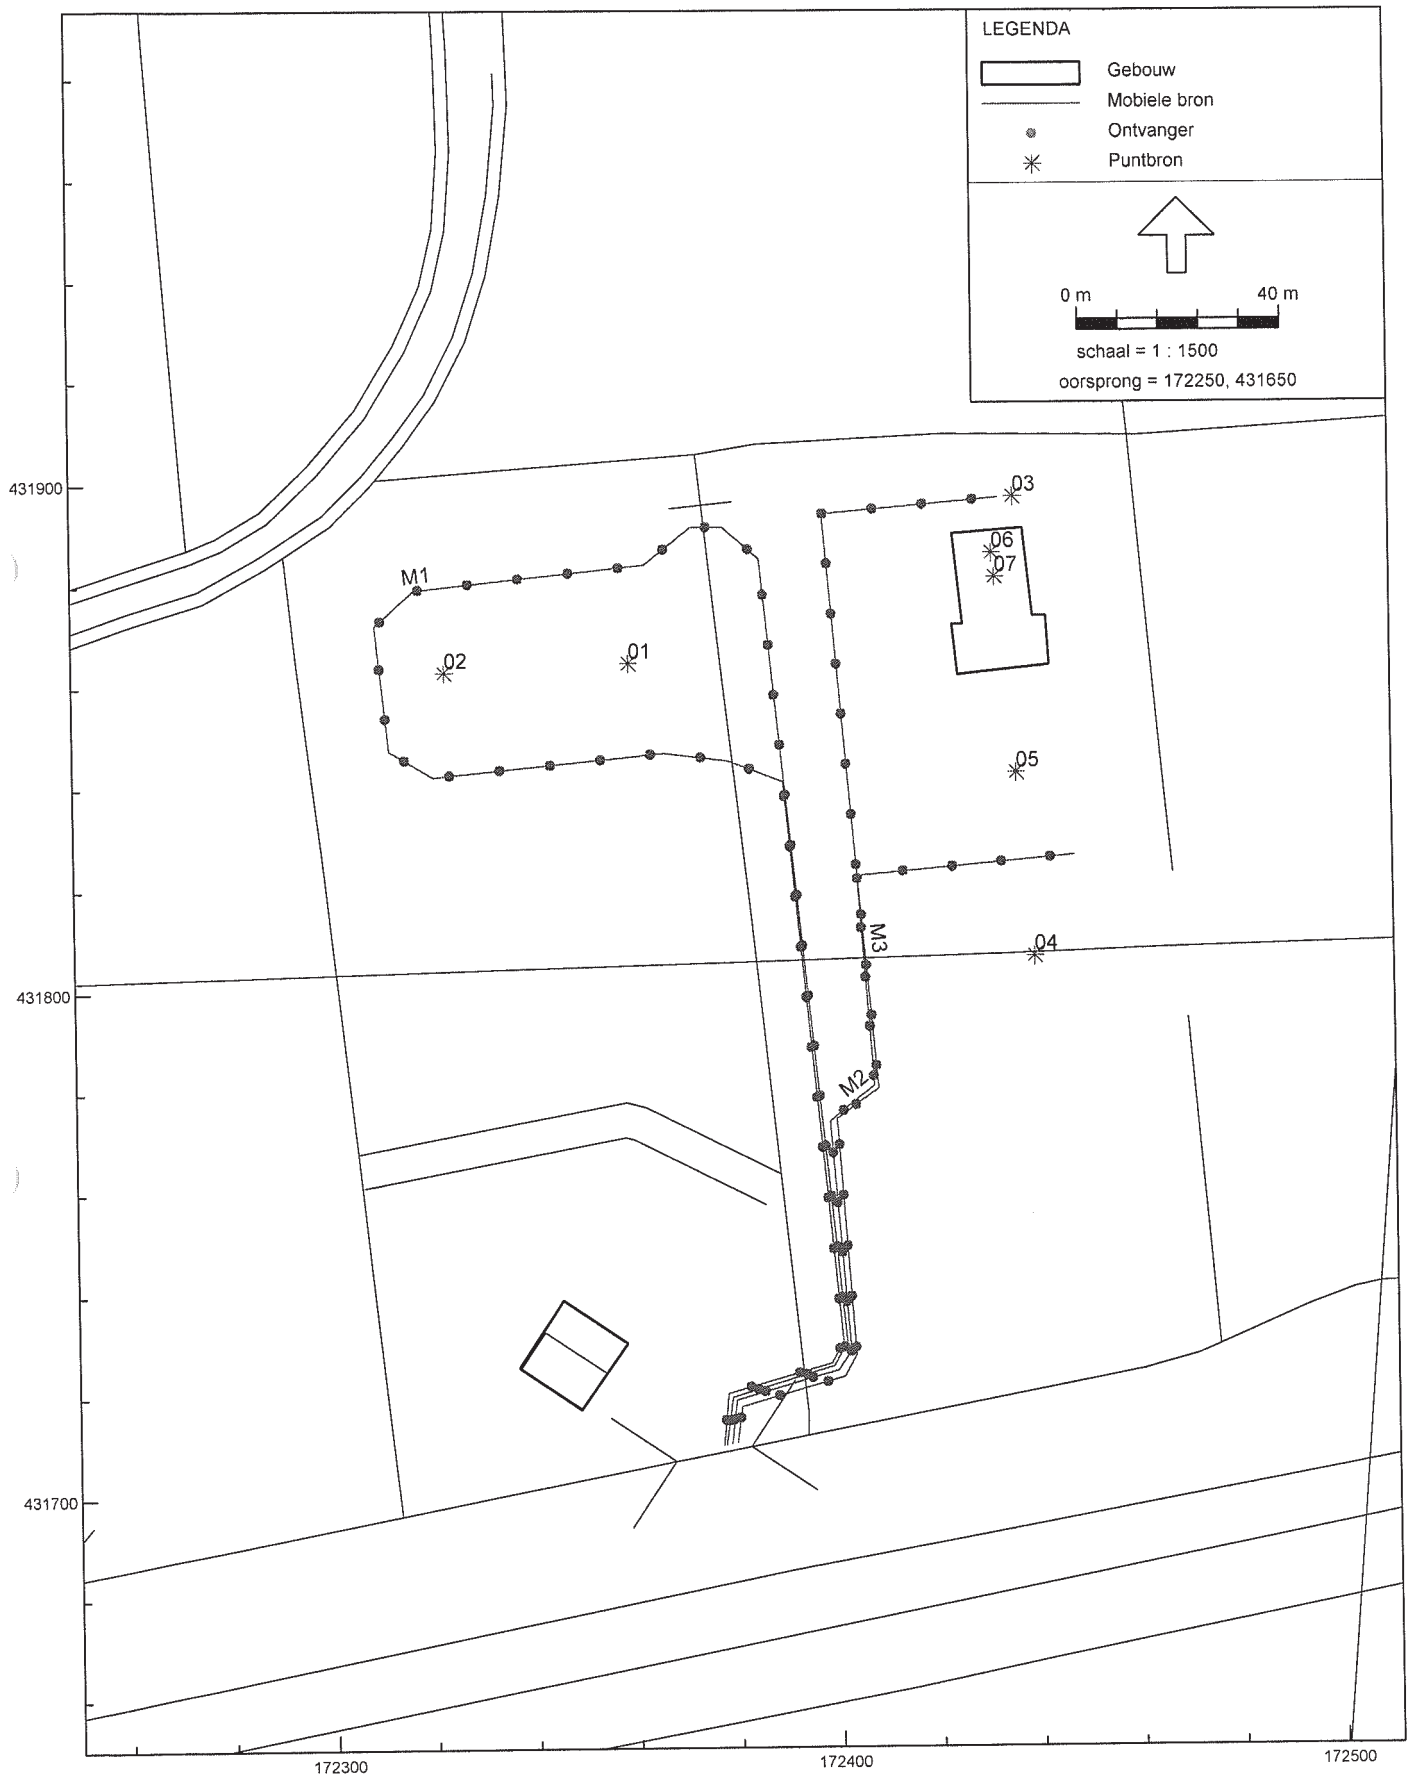 LEGENDA
Gebouw
Mobiele bron
Ontvanger
Puntbron
0 m 40 m
schaal = 1 : 1500
oorsprong = 172250, 431650
431900
03
06
07
M1
02
01
05
M3
04
431800
M2
431700
172300
172400
172500